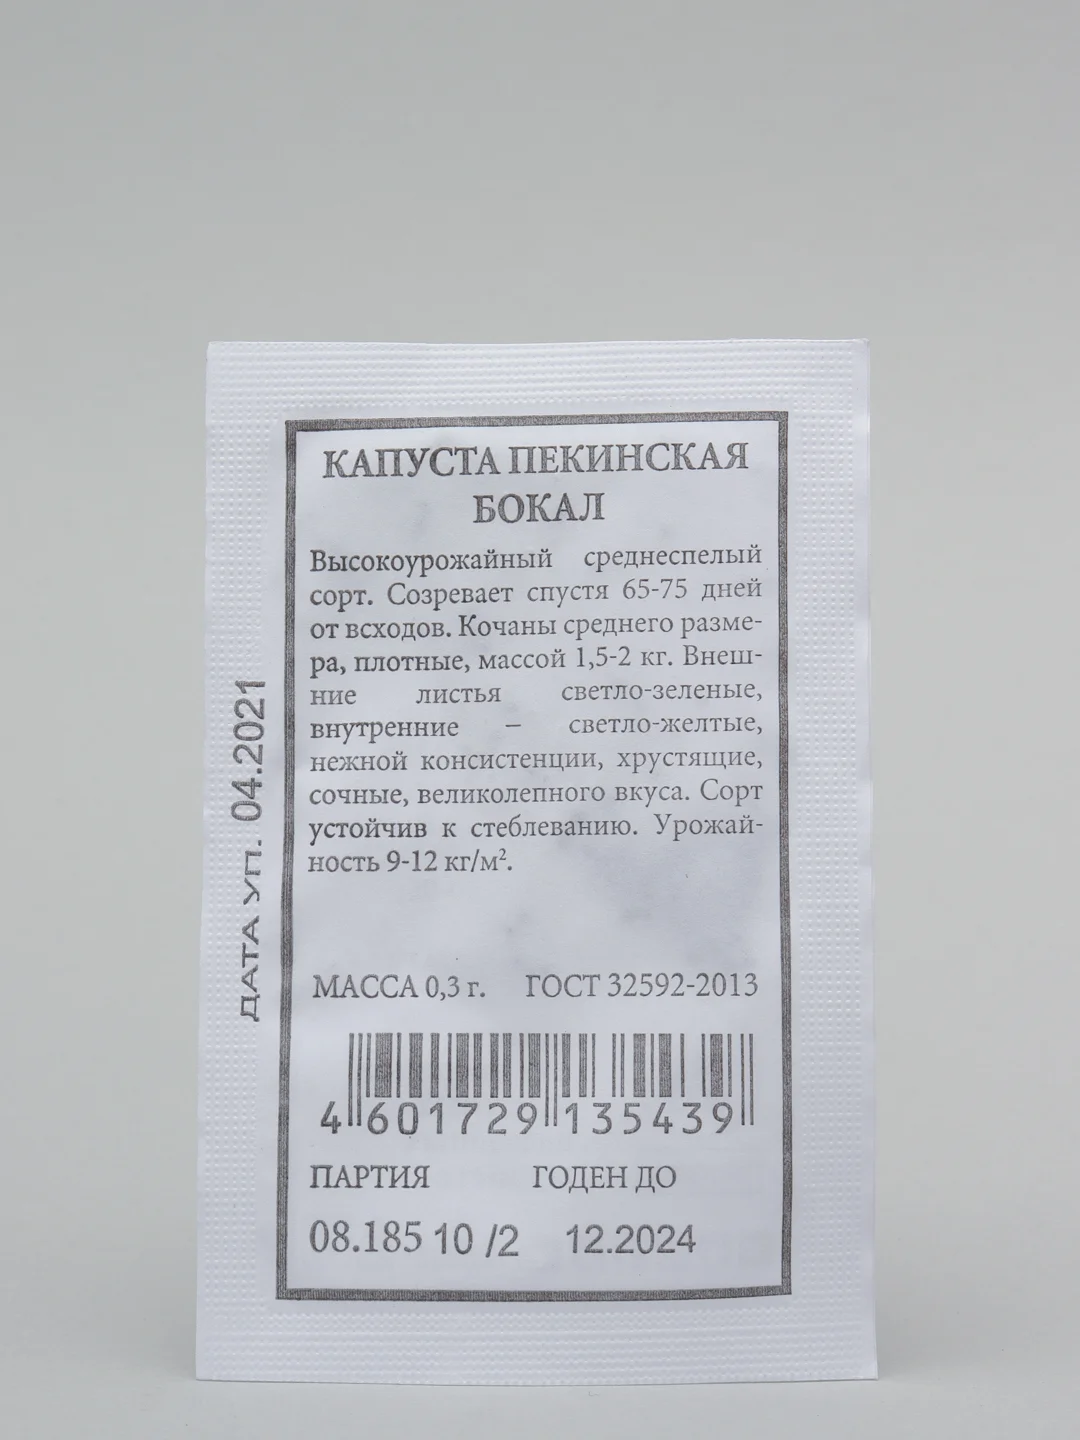 КАПУСТА ПЕКИНСКАЯ
БОКАЛ
Высокоурожайный среднеспелый
сорт. Созревает спустя 65-75 дней
от всходов. Кочаны среднего разме-
ра, плотные, массой 1,5-2 кг. Внеш-
ние листья светло-зеленые,
внутренние – светло-желтые,
нежной консистенции, хрустящие,
сочные, великолепного вкуса. Сорт
устойчив к стеблеванию. Урожай-
ность 9-12 кг/м².
МАССА 0,3 г. ГОСТ 32592-2013
4 601729 135439
ПАРТИЯ ГОДЕН ДО
08.185 10 /2 12.2024
ДАТА УП. 04.2021